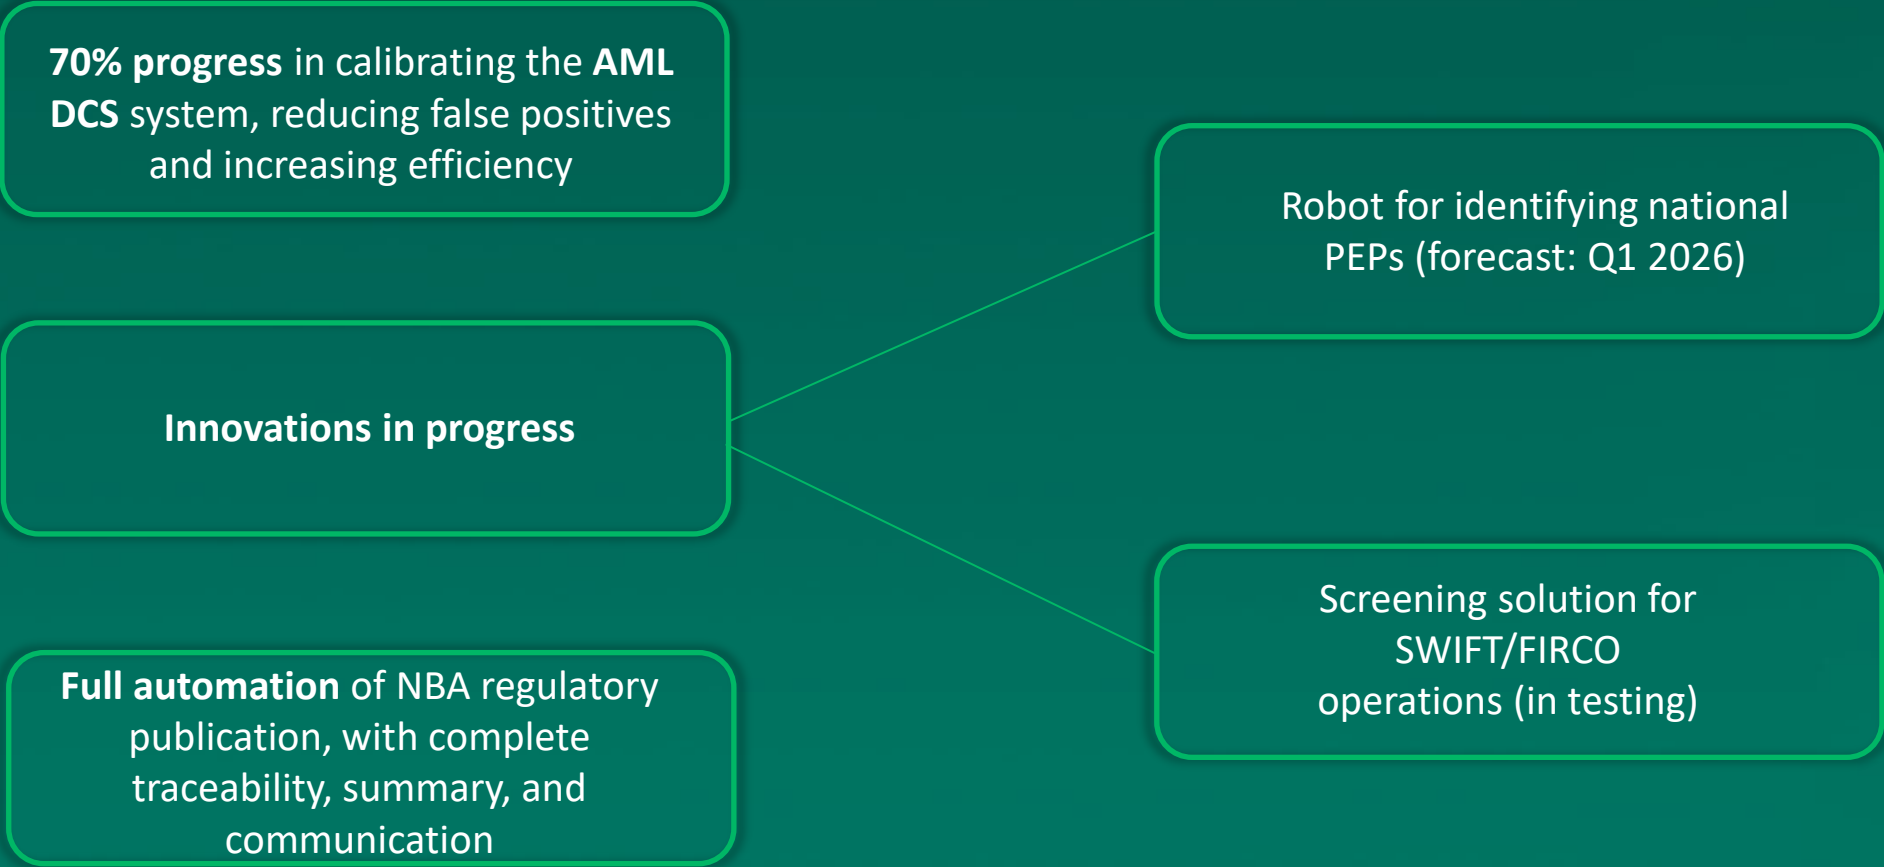 70% progress in calibrating the AML
DCS system, reducing false positives
and increasing efficiency
Innovations in progress
Robot for identifying national
PEPs (forecast: Q1 2026)
Screening solution for
SWIFT/FIRCO
operations (in testing)
Full automation of NBA regulatory
publication, with complete
traceability, summary, and
communication